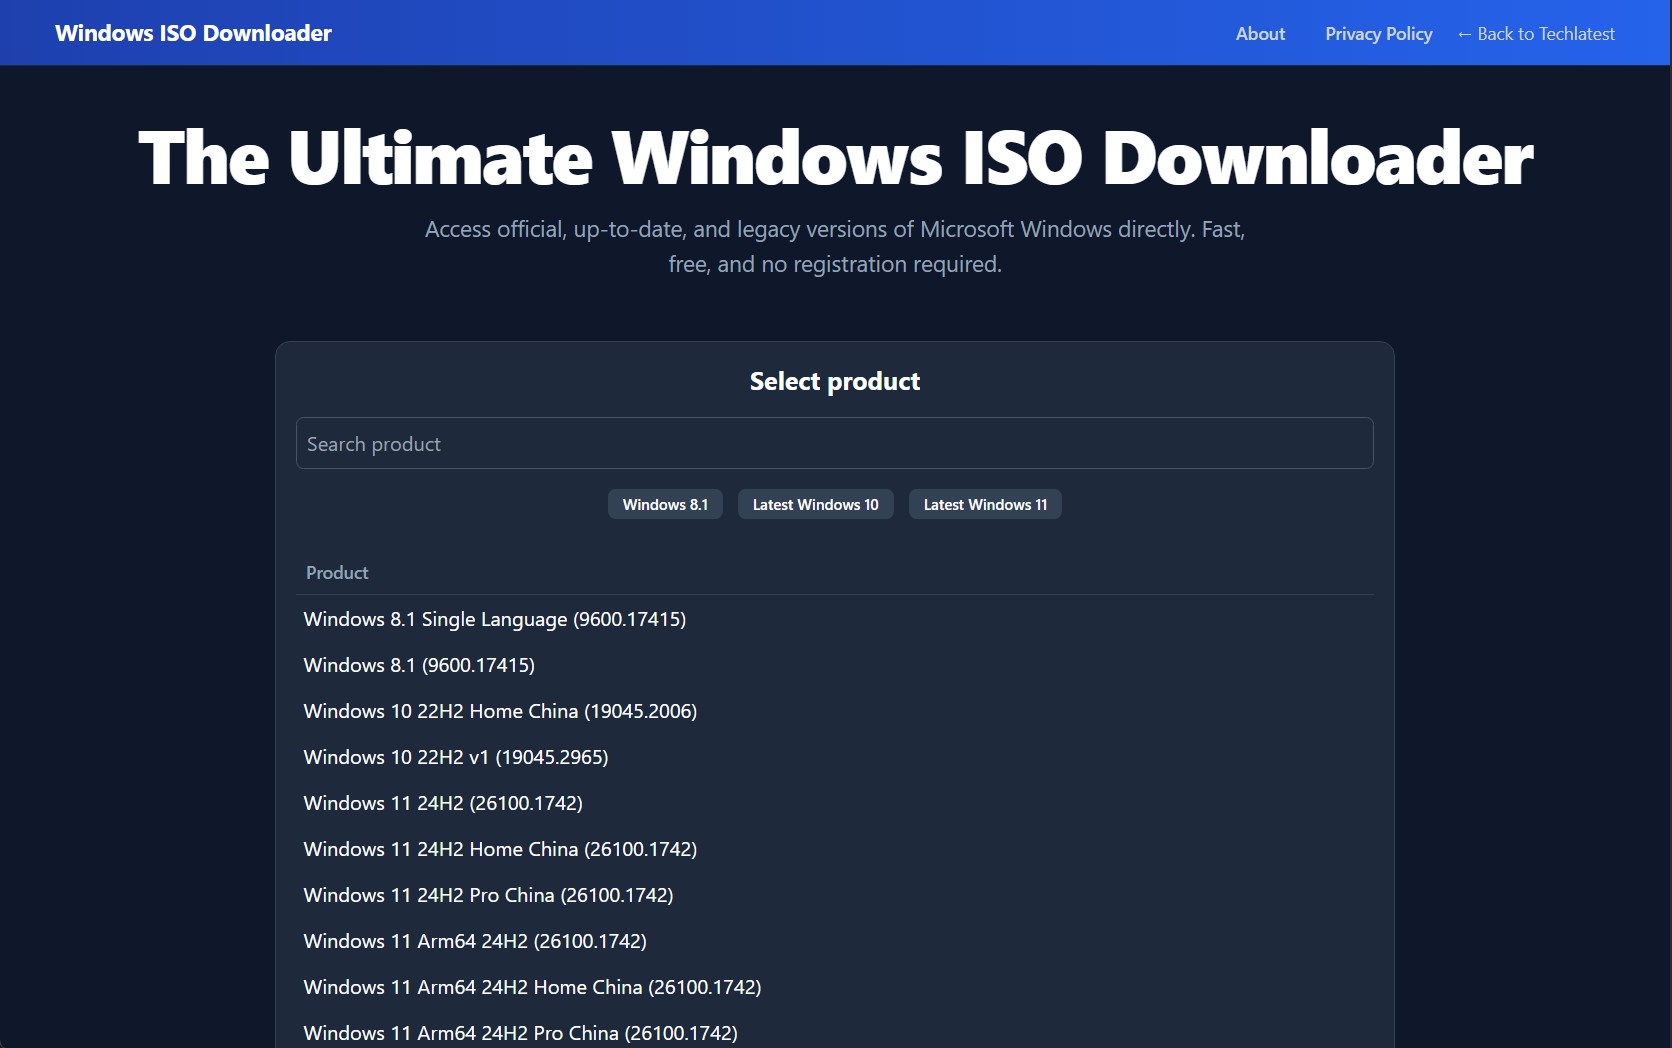 Windows ISO Downloader
About
Privacy Policy
← Back to Techlatest
The Ultimate Windows ISO Downloader
Access official, up-to-date, and legacy versions of Microsoft Windows directly. Fast,
free, and no registration required.
Select product
Search product
Windows 8.1
Latest Windows 10
Latest Windows 11
Product
Windows 8.1 Single Language (9600.17415)
Windows 8.1 (9600.17415)
Windows 10 22H2 Home China (19045.2006)
Windows 10 22H2 v1 (19045.2965)
Windows 11 24H2 (26100.1742)
Windows 11 24H2 Home China (26100.1742)
Windows 11 24H2 Pro China (26100.1742)
Windows 11 Arm64 24H2 (26100.1742)
Windows 11 Arm64 24H2 Home China (26100.1742)
Windows 11 Arm64 24H2 Pro China (26100.1742)